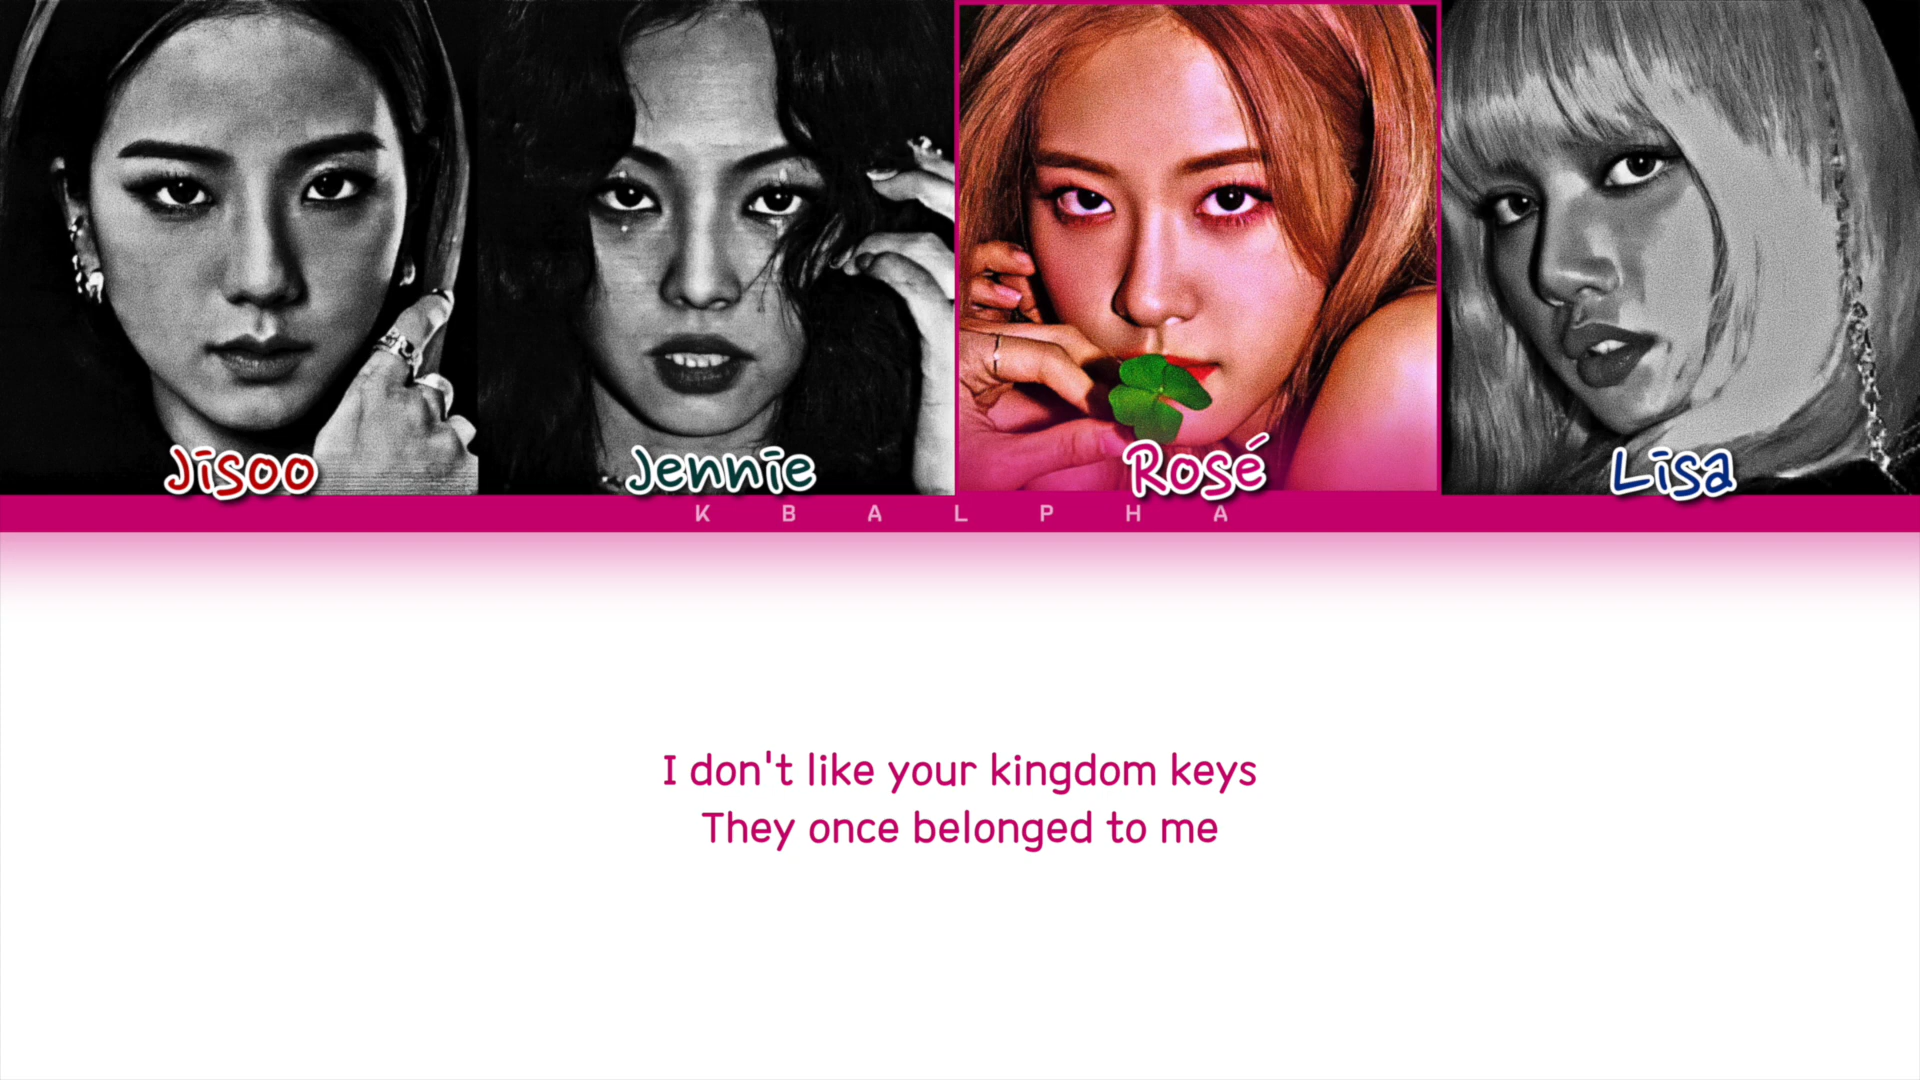 Jisoo
Jennie
Rosé
Lisa
K B A L P H A
I don't like your kingdom keys
They once belonged to me